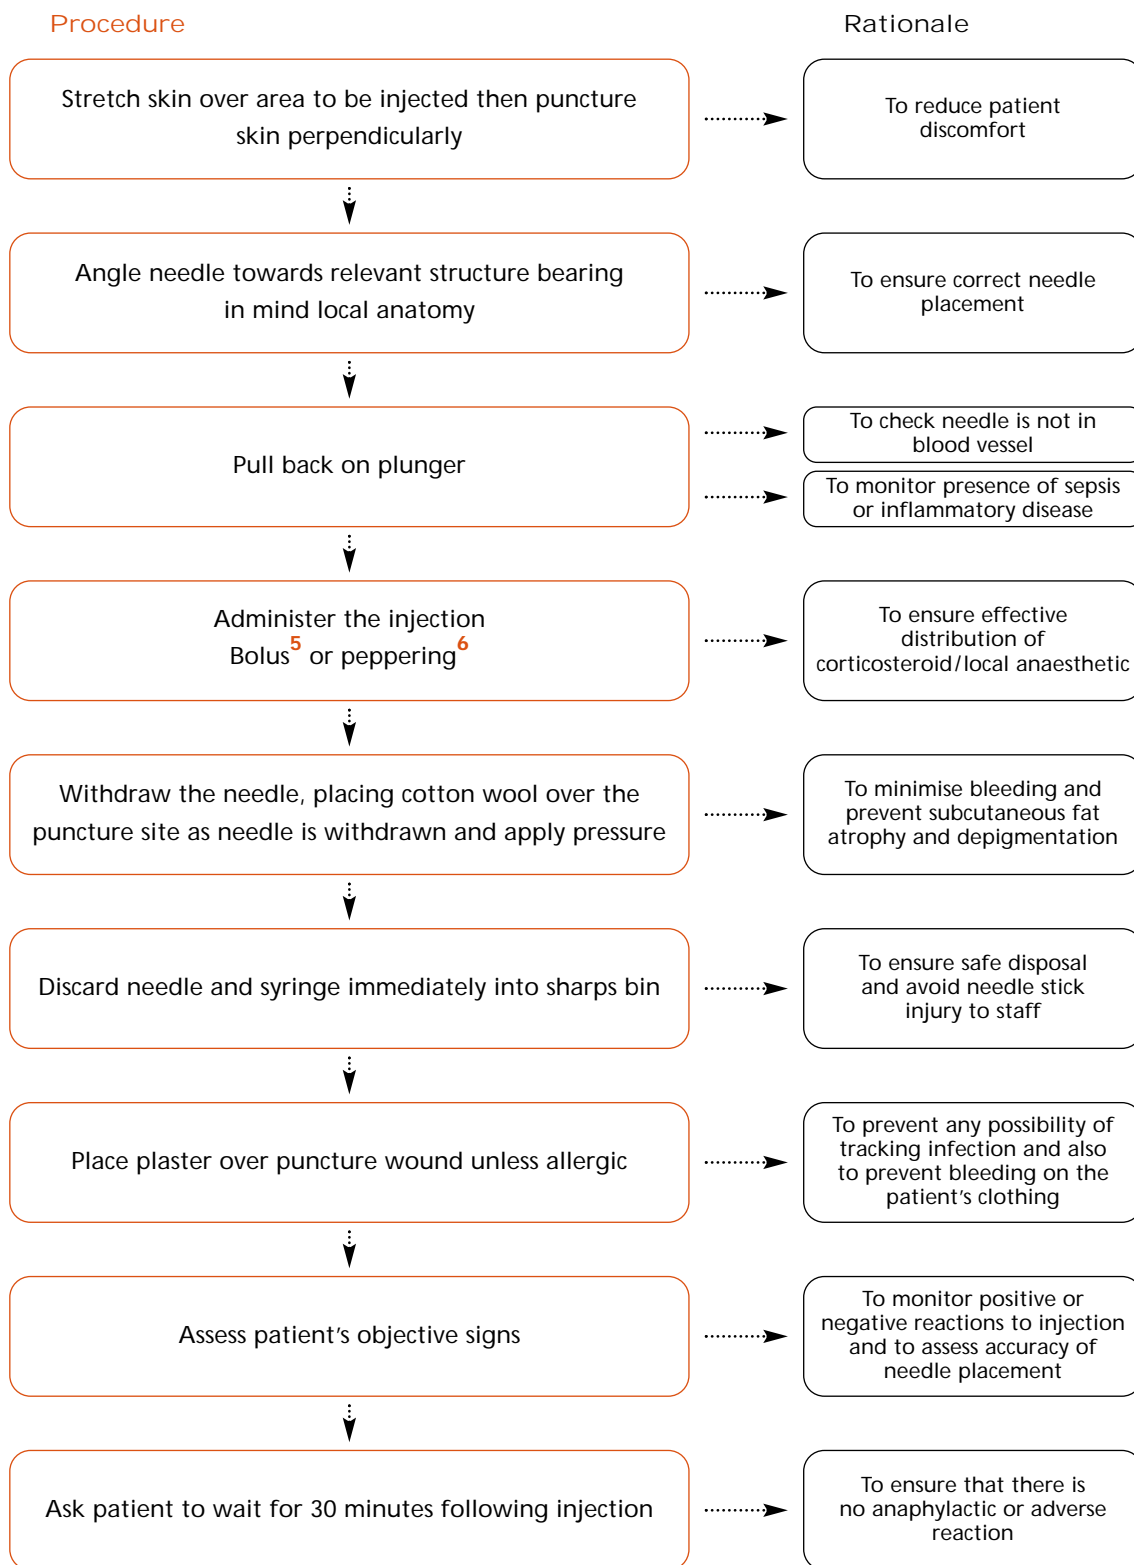 Procedure
Rationale
Stretch skin over area to be injected then puncture
skin perpendicularly
To reduce patient
discomfort
Angle needle towards relevant structure bearing
in mind local anatomy
To ensure correct needle
placement
Pull back on plunger
To check needle is not in
blood vessel
To monitor presence of sepsis
or inflammatory disease
Administer the injection
Bolus5 or peppering6
To ensure effective
distribution of
corticosteroid/local anaesthetic
Withdraw the needle, placing cotton wool over the
puncture site as needle is withdrawn and apply pressure
To minimise bleeding and
prevent subcutaneous fat
atrophy and depigmentation
Discard needle and syringe immediately into sharps bin
To ensure safe disposal
and avoid needle stick
injury to staff
Place plaster over puncture wound unless allergic
To prevent any possibility of
tracking infection and also
to prevent bleeding on the
patient's clothing
Assess patient's objective signs
To monitor positive or
negative reactions to injection
and to assess accuracy of
needle placement
Ask patient to wait for 30 minutes following injection
To ensure that there is
no anaphylactic or adverse
reaction